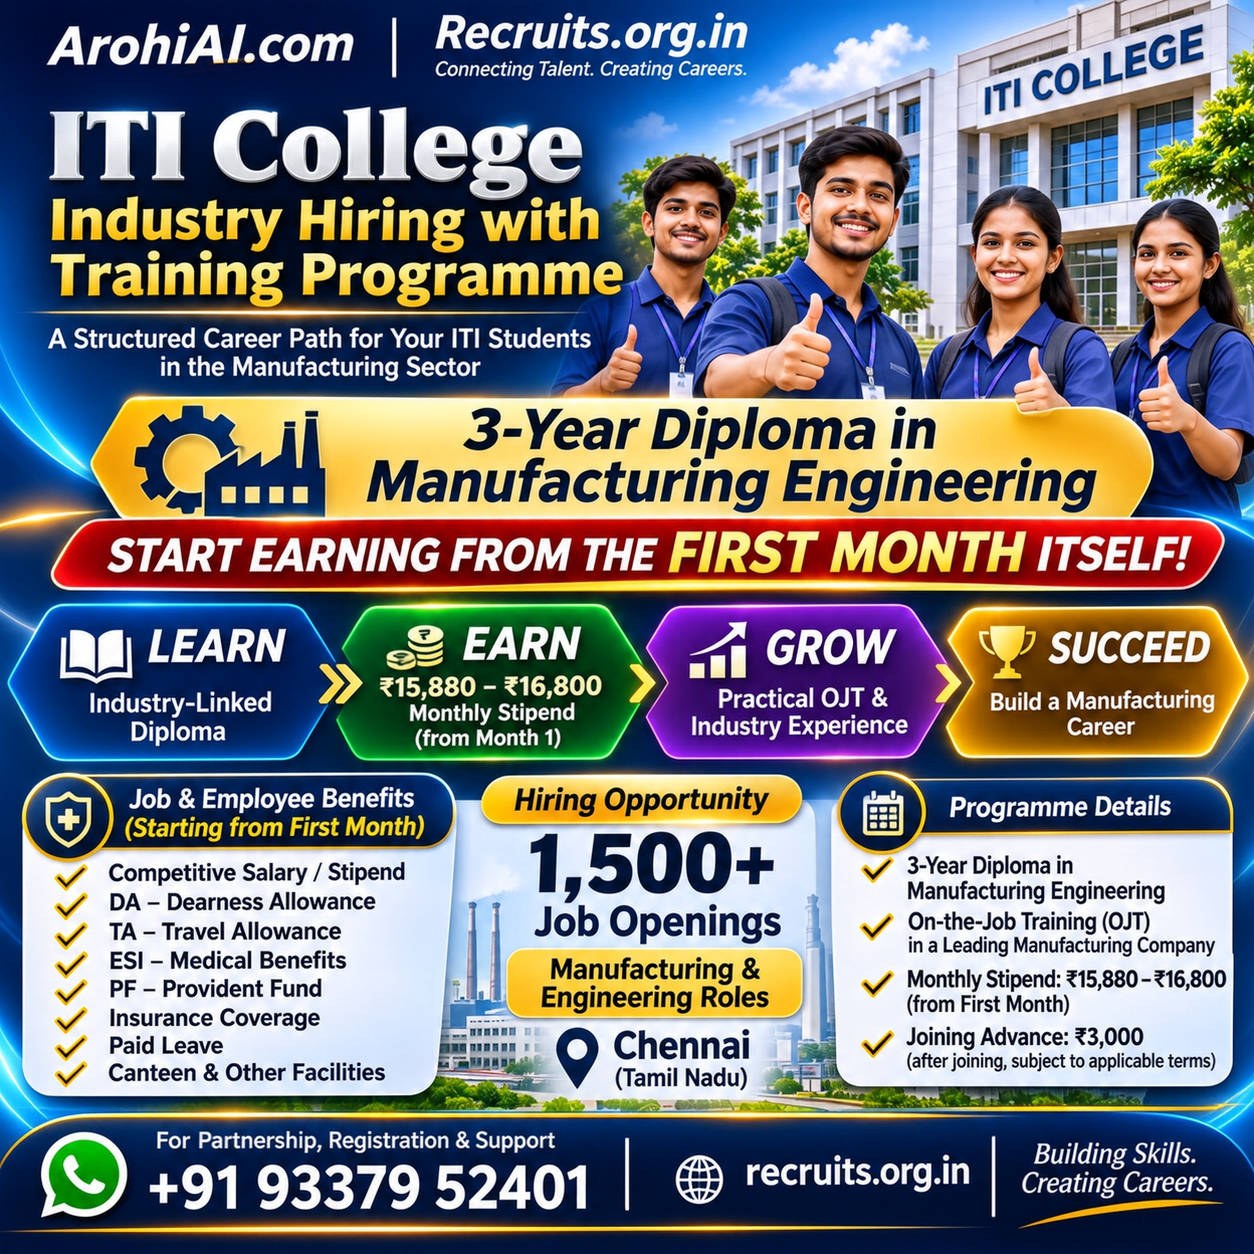 ArohiAI.com
Recruits.org.in
Connecting Talent. Creating Careers.
ITI COLLEGE
ITI College
Industry Hiring with
Training Programme
A Structured Career Path for Your ITI Students
in the Manufacturing Sector
3-Year Diploma in
Manufacturing Engineering
START EARNING FROM THE FIRST MONTH ITSELF!
LEARN
Industry-Linked
Diploma
EARN
₹15,880 – ₹16,800
Monthly Stipend
(from Month 1)
GROW
Practical OJT &
Industry Experience
SUCCEED
Build a Manufacturing
Career
Job & Employee Benefits
(Starting from First Month)
Competitive Salary / Stipend
DA – Dearness Allowance
TA – Travel Allowance
ESI – Medical Benefits
PF – Provident Fund
Insurance Coverage
Paid Leave
Canteen & Other Facilities
Hiring Opportunity
1,500+
Job Openings
Manufacturing &
Engineering Roles
Chennai
(Tamil Nadu)
Programme Details
3-Year Diploma in
Manufacturing Engineering
On-the-Job Training (OJT)
in a Leading Manufacturing Company
Monthly Stipend: ₹15,880 – ₹16,800
(from First Month)
Joining Advance: ₹3,000
(after joining, subject to applicable terms)
For Partnership, Registration & Support
+91 93379 52401
recruits.org.in
Building Skills.
Creating Careers.